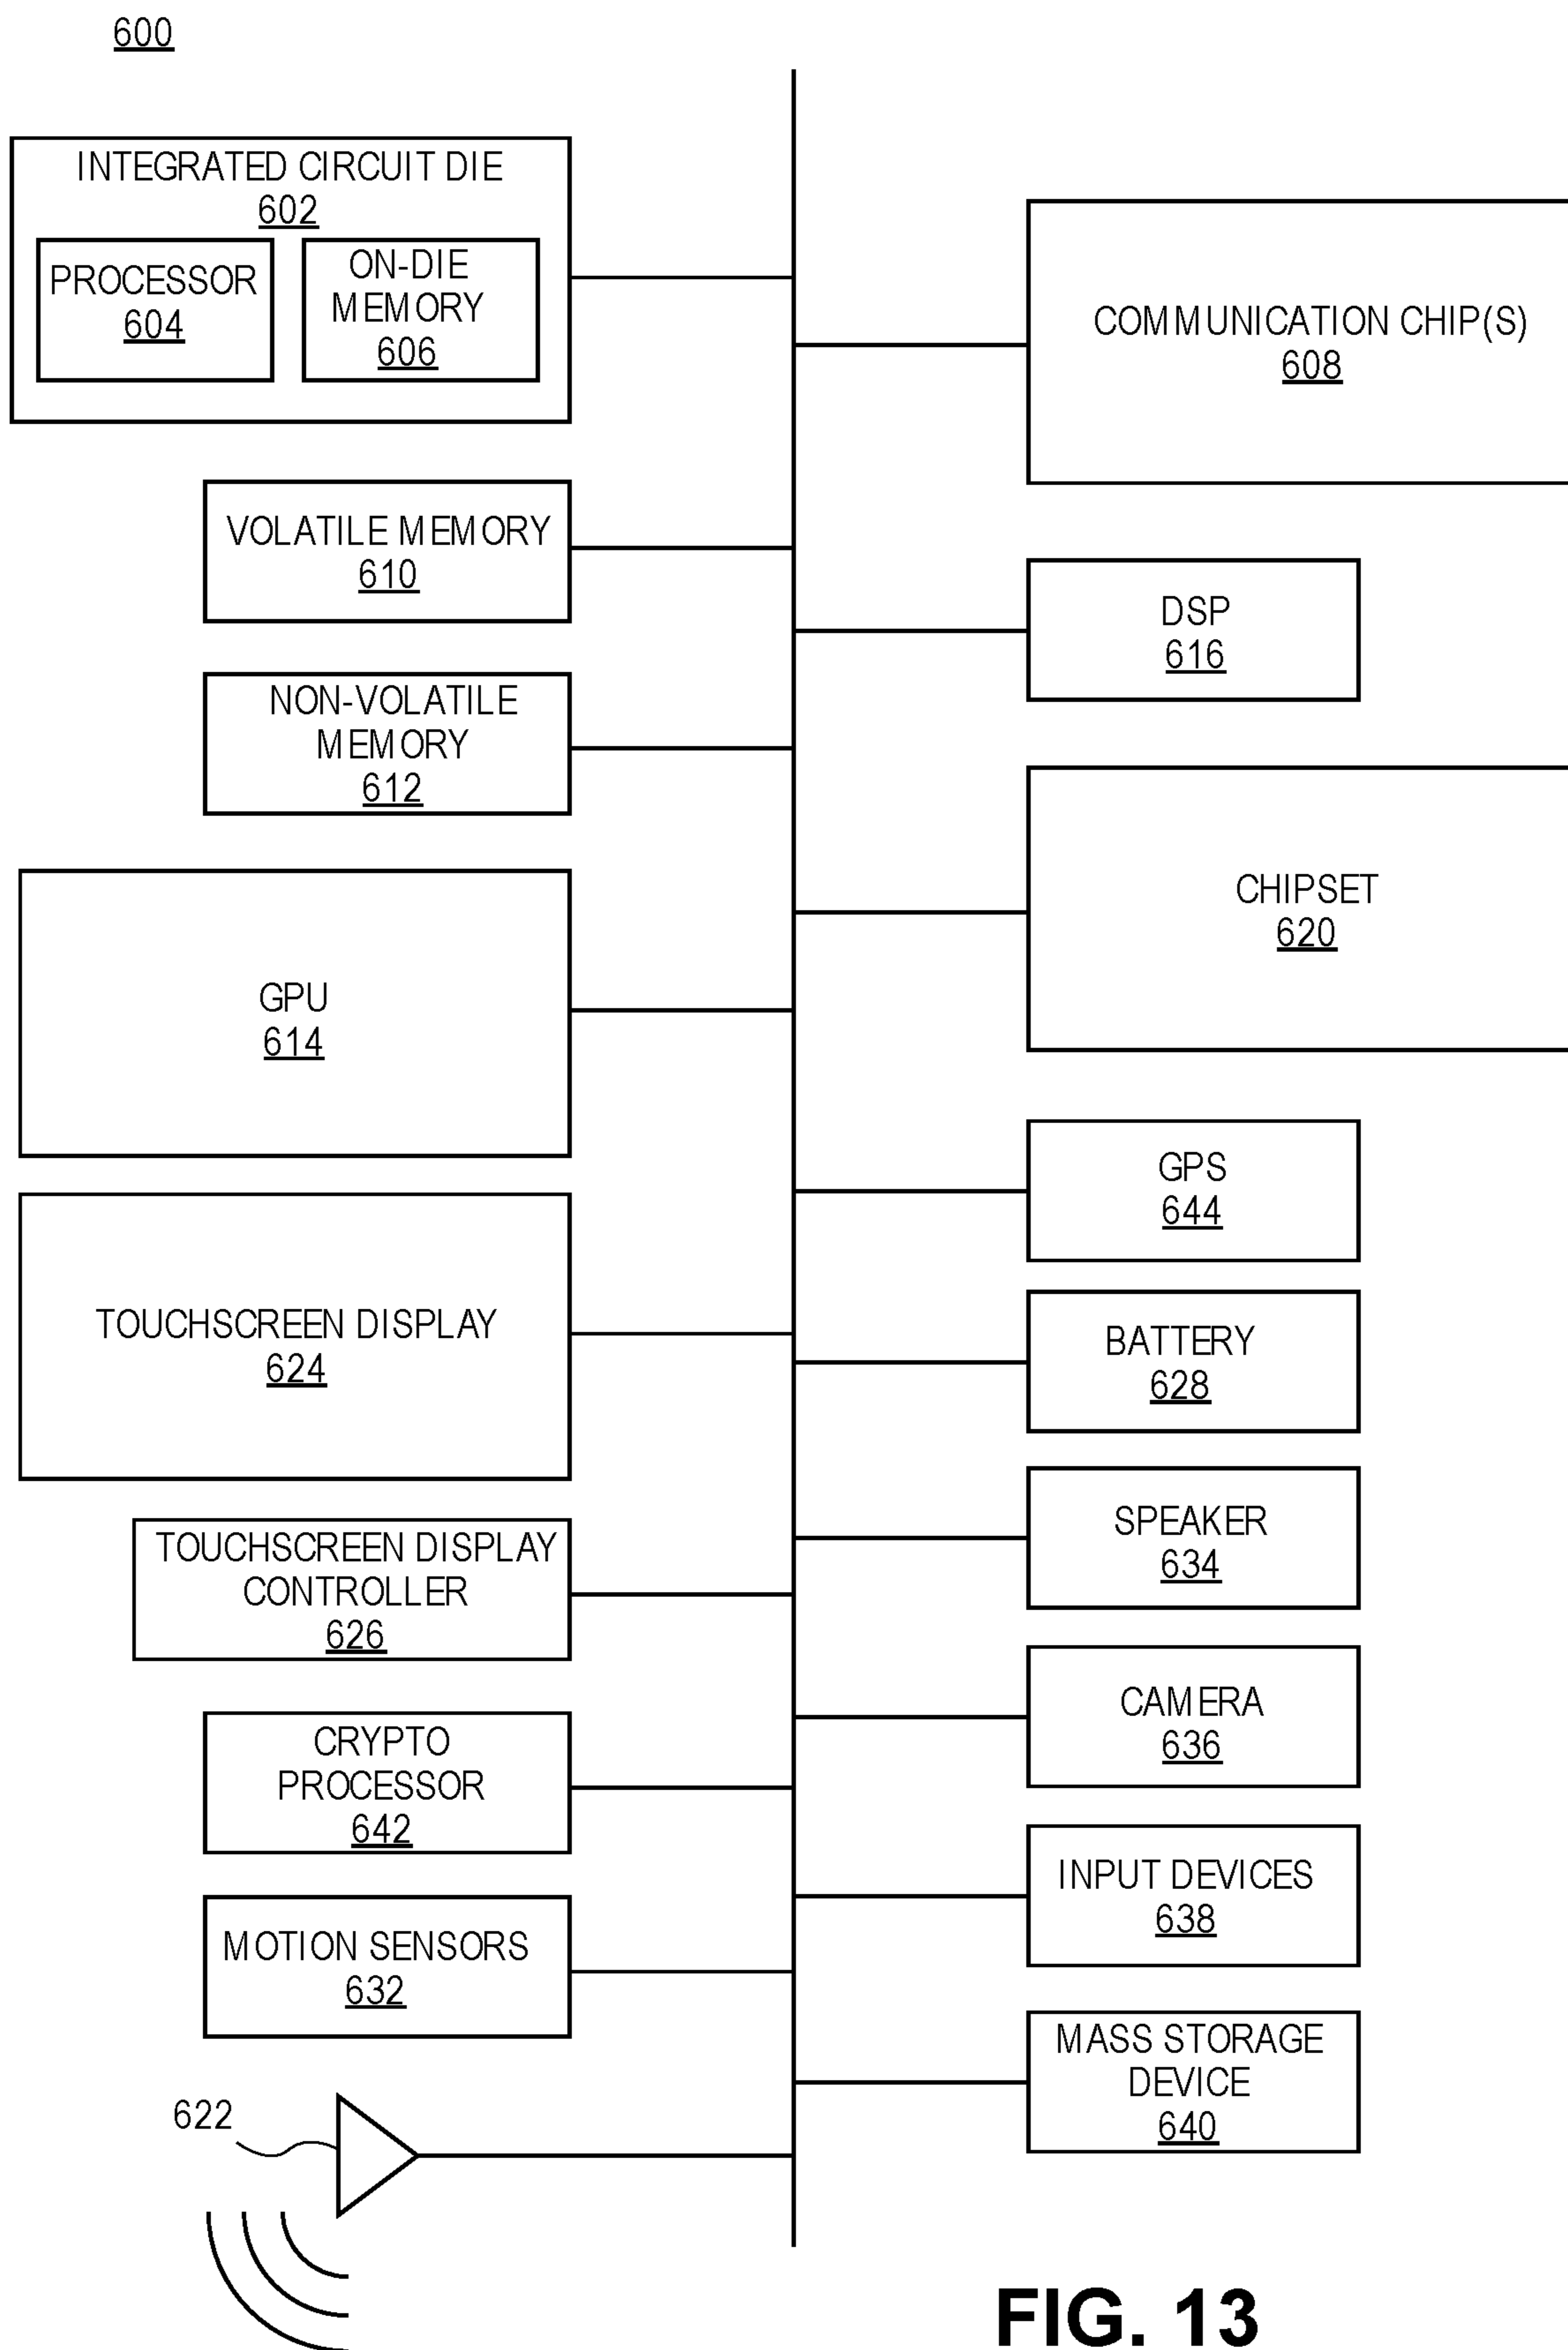 600
INTEGRATED CIRCUIT DIE
602
PROCESSOR
604
ON-DIE
MEMORY
606
VOLATILE MEMORY
610
NON-VOLATILE
MEMORY
612
GPU
614
TOUCHSCREEN DISPLAY
624
TOUCHSCREEN DISPLAY
CONTROLLER
626
CRYPTO
PROCESSOR
642
MOTION SENSORS
632
622
COMMUNICATION CHIP(S)
608
DSP
616
CHIPSET
620
GPS
644
BATTERY
628
SPEAKER
634
CAMERA
636
INPUT DEVICES
638
MASS STORAGE
DEVICE
640
FIG. 13